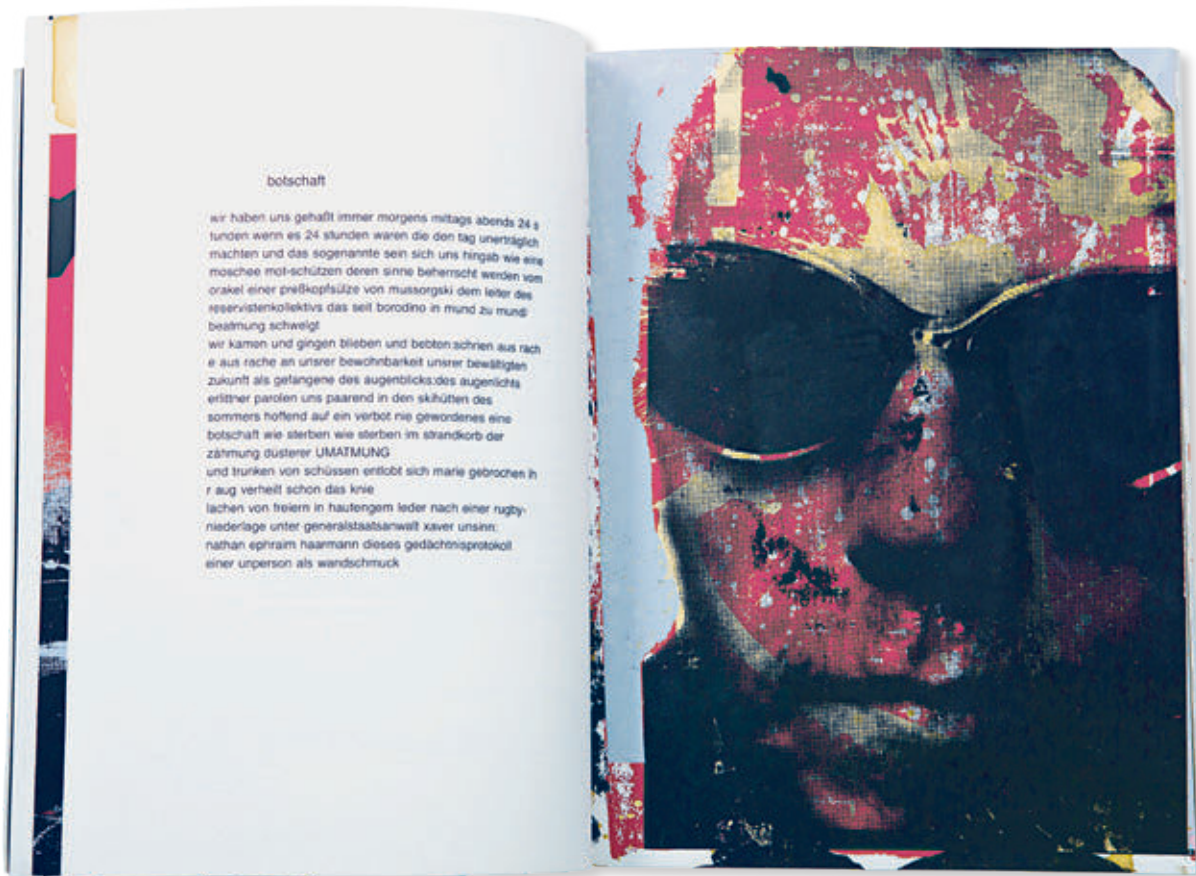 botschaft
wir haben uns gehaßt immer morgens mittags abends 24 s
tunden wenn es 24 stunden waren die den tag unerträglich
machten und das sogenannte sein sich uns hingab wie eine
moschee mot-schützen deren sinne beherrscht werden vom
orakel einer preßkopfsülze von mussorgski dem leiter des
reservistenkollektivs das seit borodino in mund zu mund
beatmung schweigt
wir kamen und gingen blieben und bebten:schrien aus rach
e aus rache an unsrer bewohnbarkeit unsrer bewältigten
zukunft als gefangene des augenblicks:des augenlichts
erlittner parolen uns paarend in den skihütten des
sommers hoffend auf ein verbot nie gewordenes eine
botschaft wie sterben wie sterben im strandkorb der
zähmung düsterer UMATMUNG
und trunken von schüssen entlobt sich marie gebrochen ih
r aug verheilt schon das knie
lachen von freiern in hautengem leder nach einer rugby-
niederlage unter generalstaatsanwalt xaver unsinn:
nathan ephraim haarmann dieses gedächtnisprotokoll
einer unperson als wandschmuck